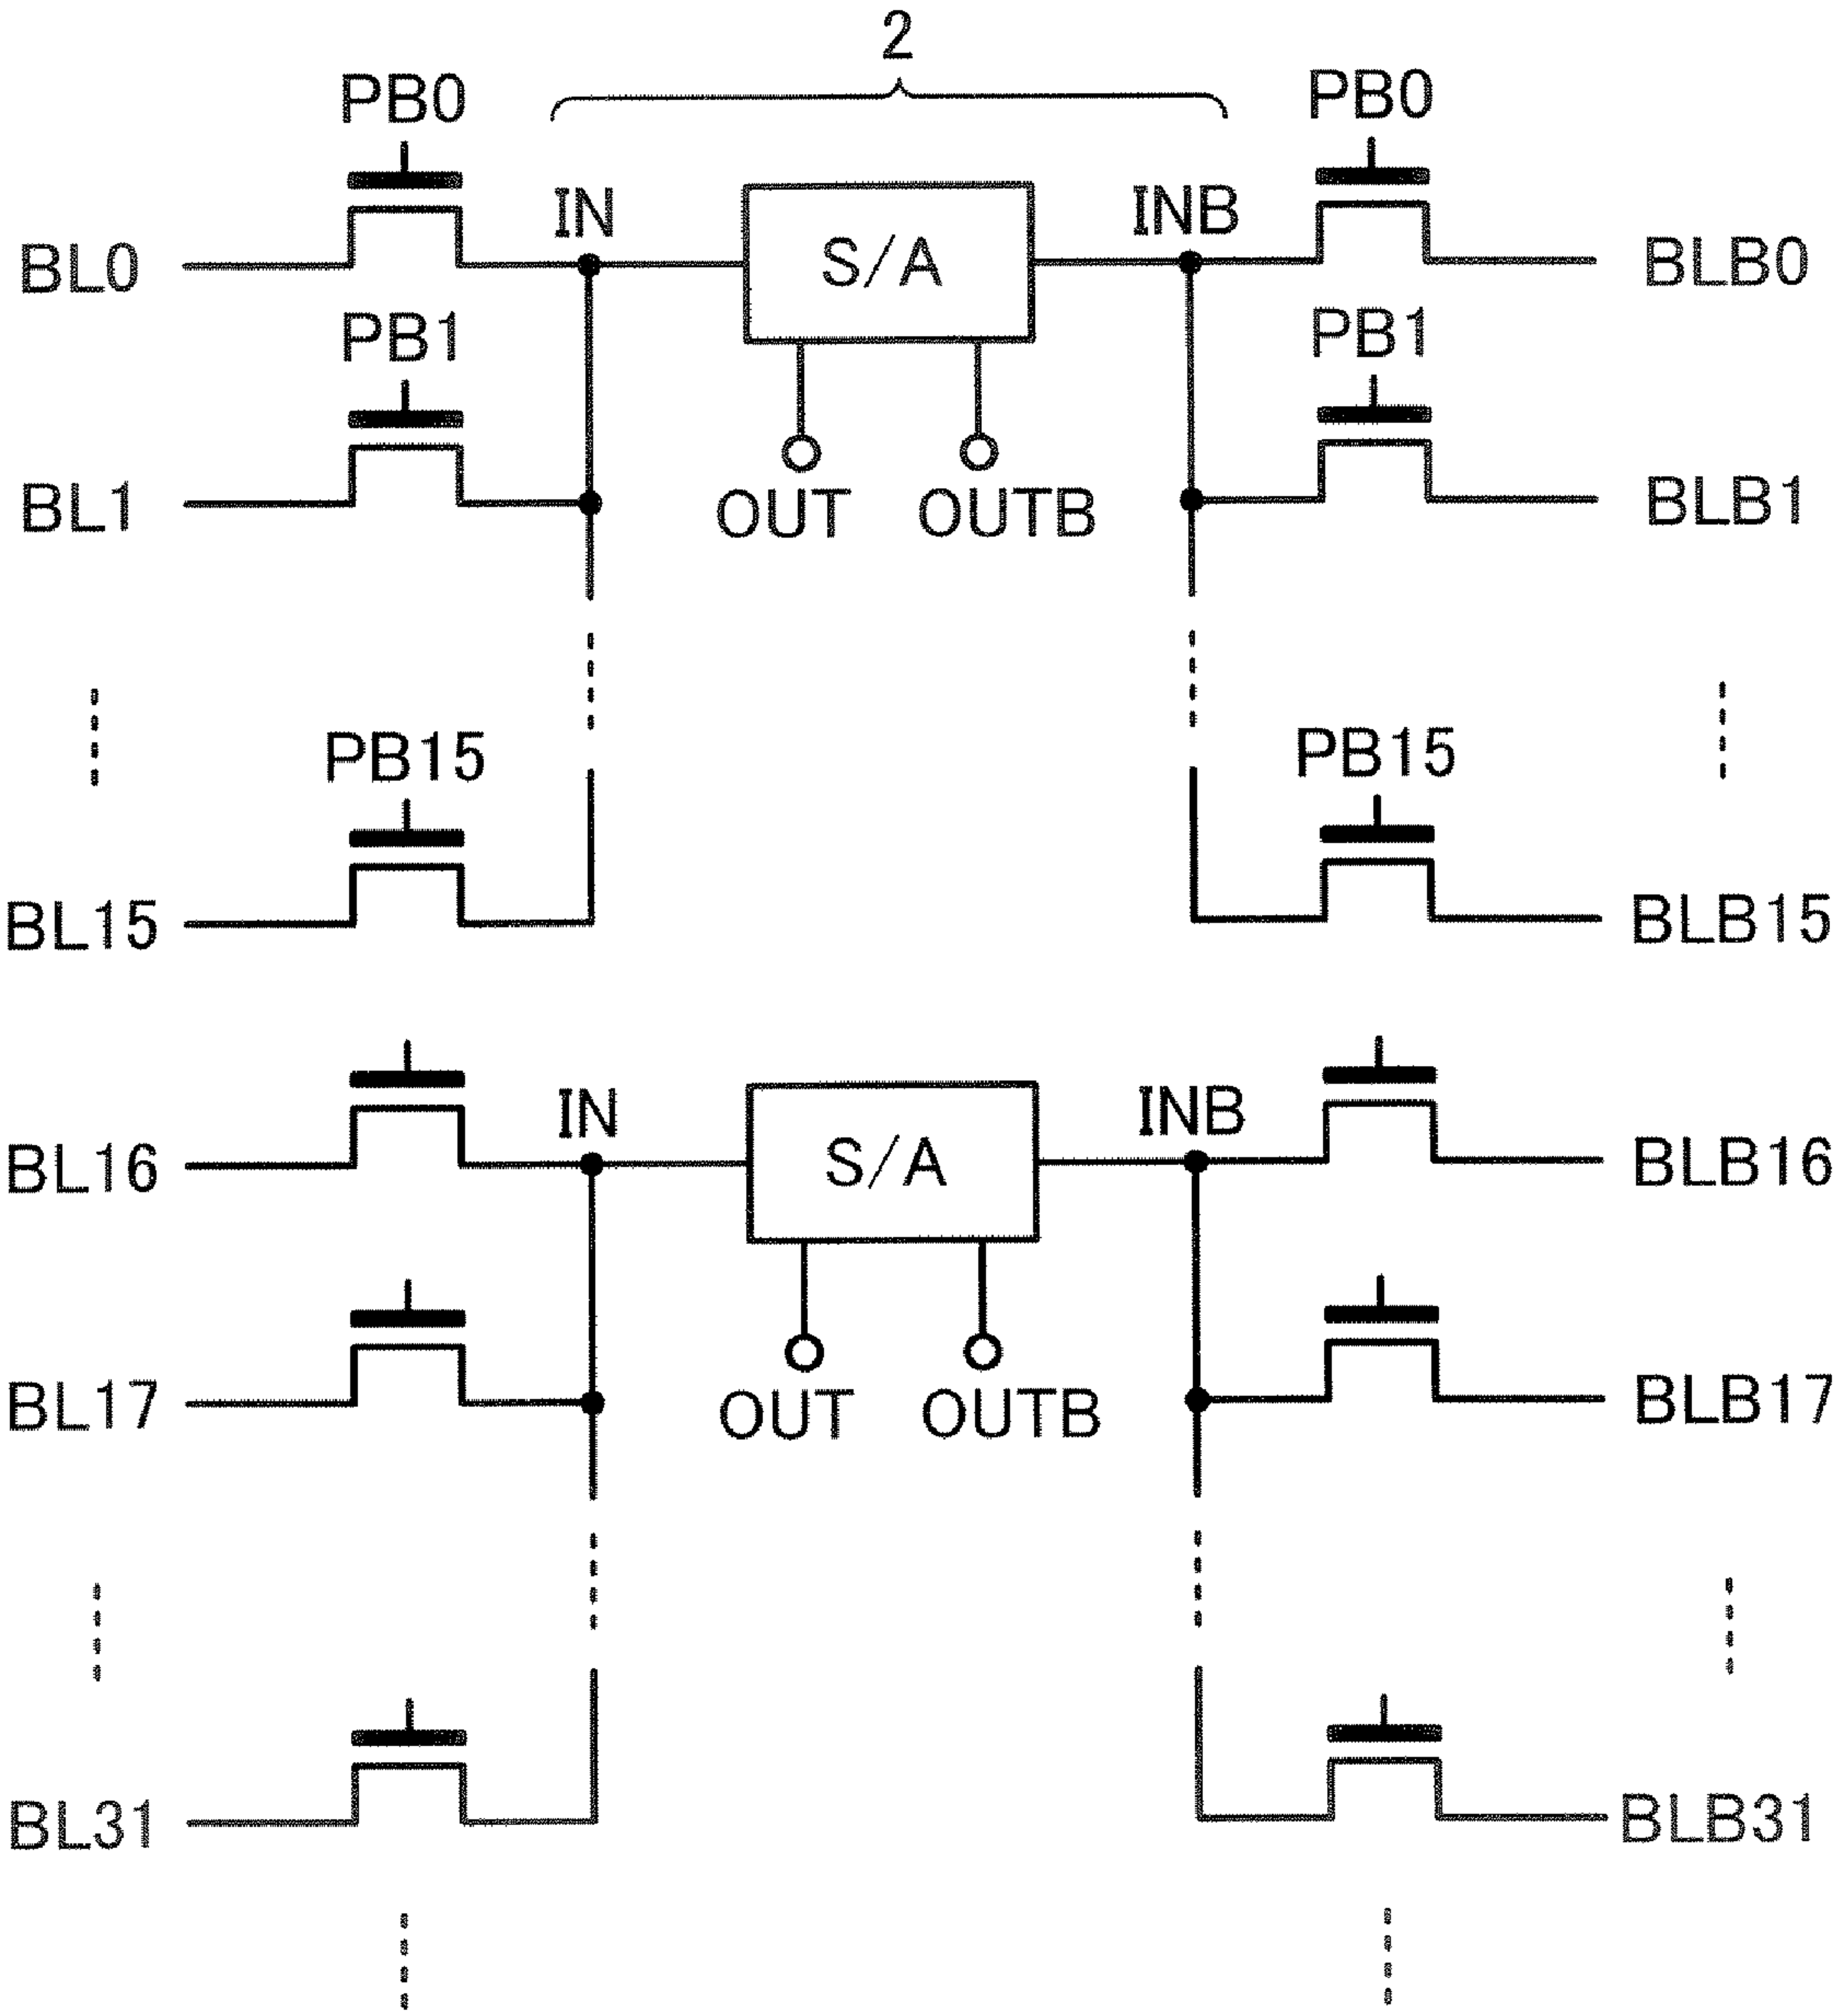 2
PB0 PB0
IN INB
BL0 S/A BLB0
PB1 PB1
BL1 OUT OUTB BLB1
PB15 PB15
BL15 BLB15
IN INB
BL16 S/A BLB16
BL17 OUT OUTB BLB17
BL31 BLB31